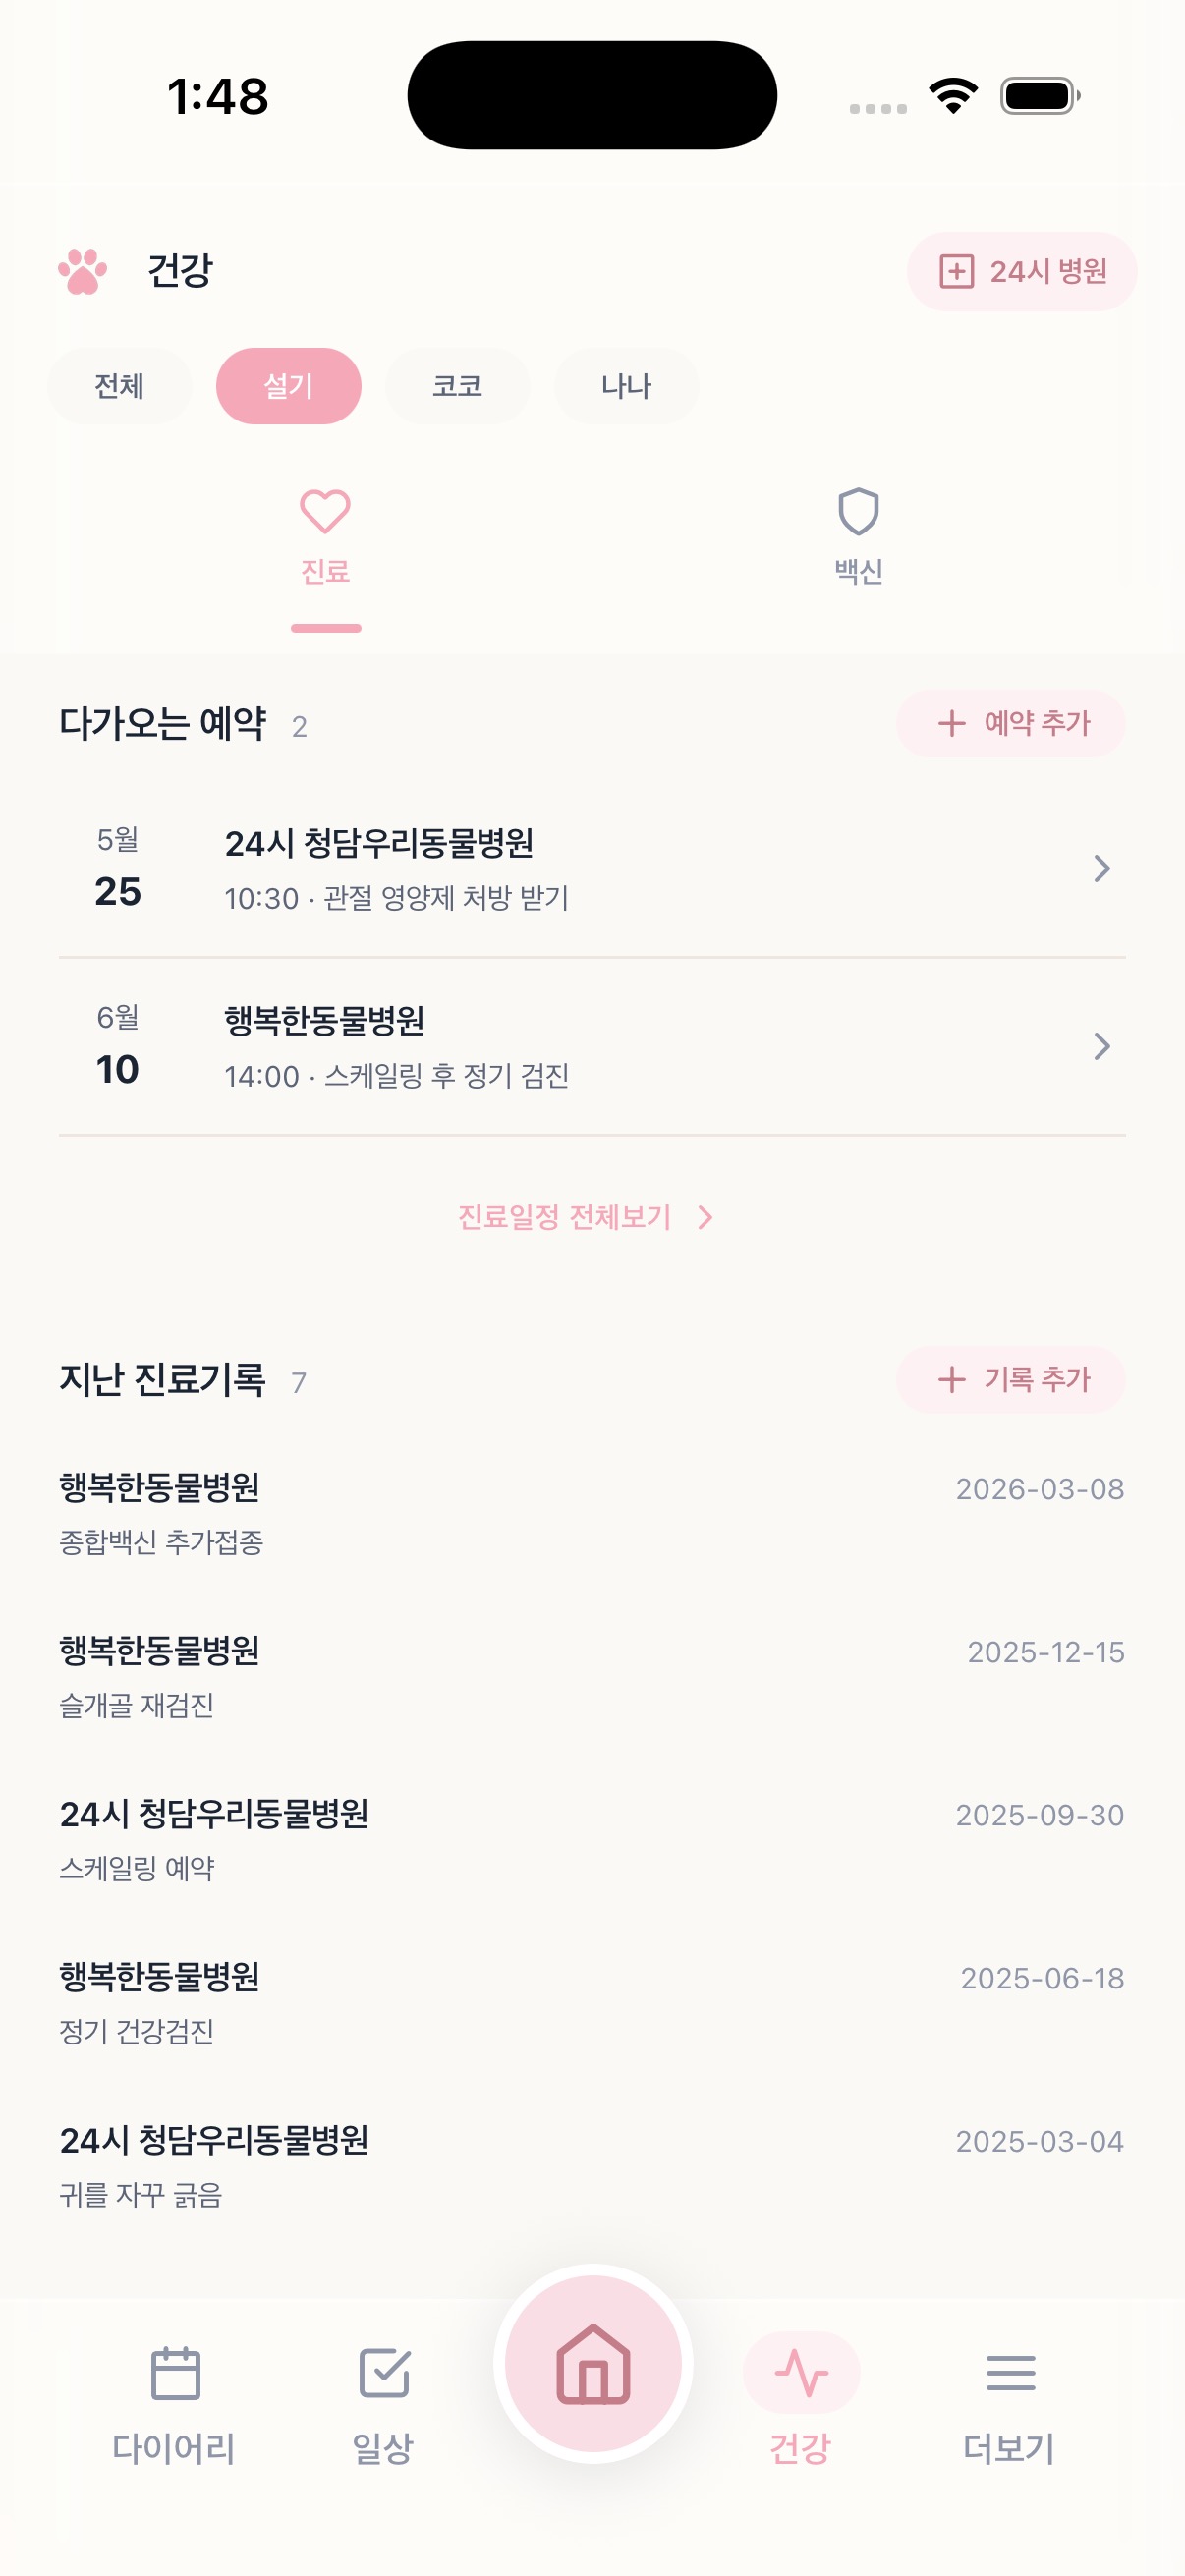 1:48
건강
24시 병원
전체
설기
코코
나나
진료
백신
다가오는 예약 2
예약 추가
5월
25
24시 청담우리동물병원
10:30 · 관절 영양제 처방 받기
6월
10
행복한동물병원
14:00 · 스케일링 후 정기 검진
진료일정 전체보기
지난 진료기록 7
기록 추가
행복한동물병원 2026-03-08
종합백신 추가접종
행복한동물병원 2025-12-15
슬개골 재검진
24시 청담우리동물병원 2025-09-30
스케일링 예약
행복한동물병원 2025-06-18
정기 건강검진
24시 청담우리동물병원 2025-03-04
귀를 자꾸 긁음
다이어리
일상
건강
더보기